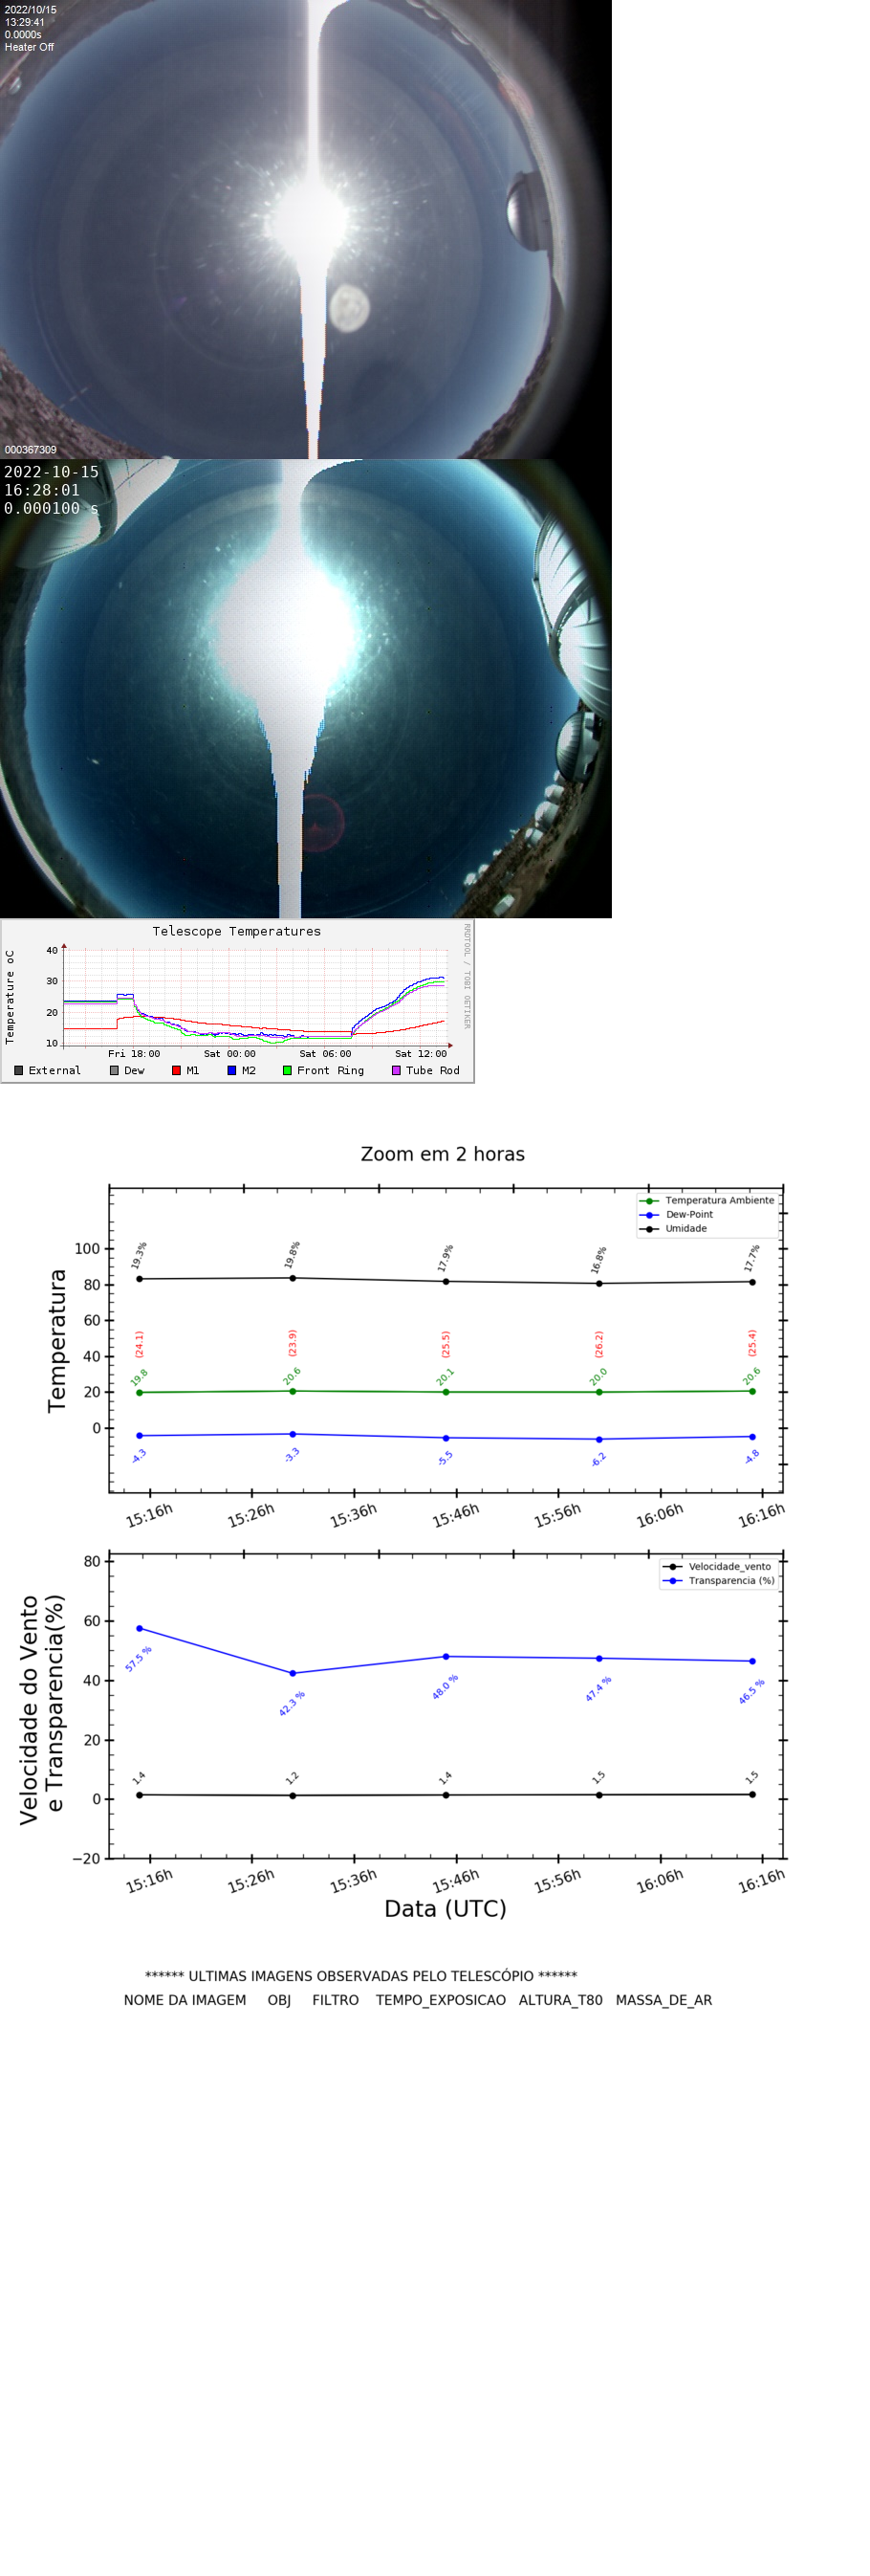 2022/10/15
13:29:41
0.0000s
Heater Off
000367309
2022-10-15
16:28:01
0.000100 s
Telescope Temperatures
RRDTOOL / TOBI OETIKER
Temperature oC
40
30
20
10
Fri 18:00 Sat 00:00 Sat 06:00 Sat 12:00
External Dew M1 M2 Front Ring Tube Rod
Zoom em 2 horas
Temperatura Ambiente
Dew-Point
Umidade
Temperatura
100
80
60
40
20
0
19.3% 19.8% 17.9% 16.8% 17.7%
(24.1) (23.9) (25.5) (26.2) (25.4)
19.8 20.6 20.1 20.0 20.6
-4.3 -3.3 -5.5 -6.2 -4.8
15:16h 15:26h 15:36h 15:46h 15:56h 16:06h 16:16h
Velocidade_vento
Transparencia (%)
Velocidade do Vento
e Transparencia(%)
80
60
40
20
0
−20
57.5 % 42.3 % 48.0 % 47.4 % 46.5 %
1.4 1.2 1.4 1.5 1.5
15:16h 15:26h 15:36h 15:46h 15:56h 16:06h 16:16h
Data (UTC)
****** ULTIMAS IMAGENS OBSERVADAS PELO TELESCÓPIO ******
NOME DA IMAGEM OBJ FILTRO TEMPO_EXPOSICAO ALTURA_T80 MASSA_DE_AR